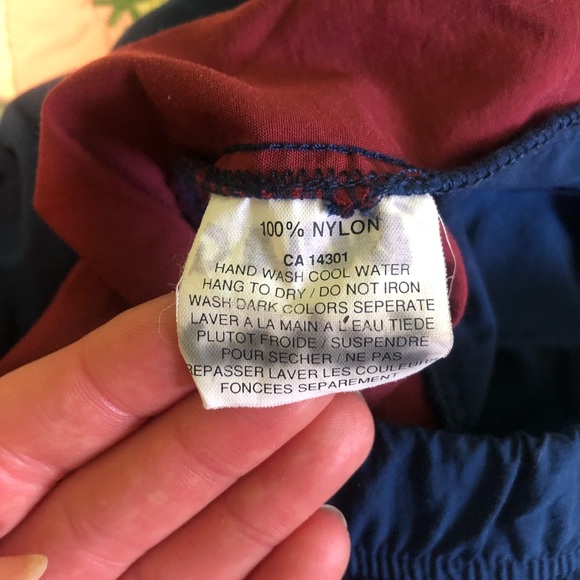 100% NYLON
CA 14301
HAND WASH COOL WATER
HANG TO DRY / DO NOT IRON
WASH DARK COLORS SEPERATE
LAVER A LA MAIN A L'EAU TIEDE
PLUTOT FROIDE / SUSPENDRE
POUR SECHER / NE PAS
REPASSER LAVER LES COULEUR
FONCEES SEPAREMENT